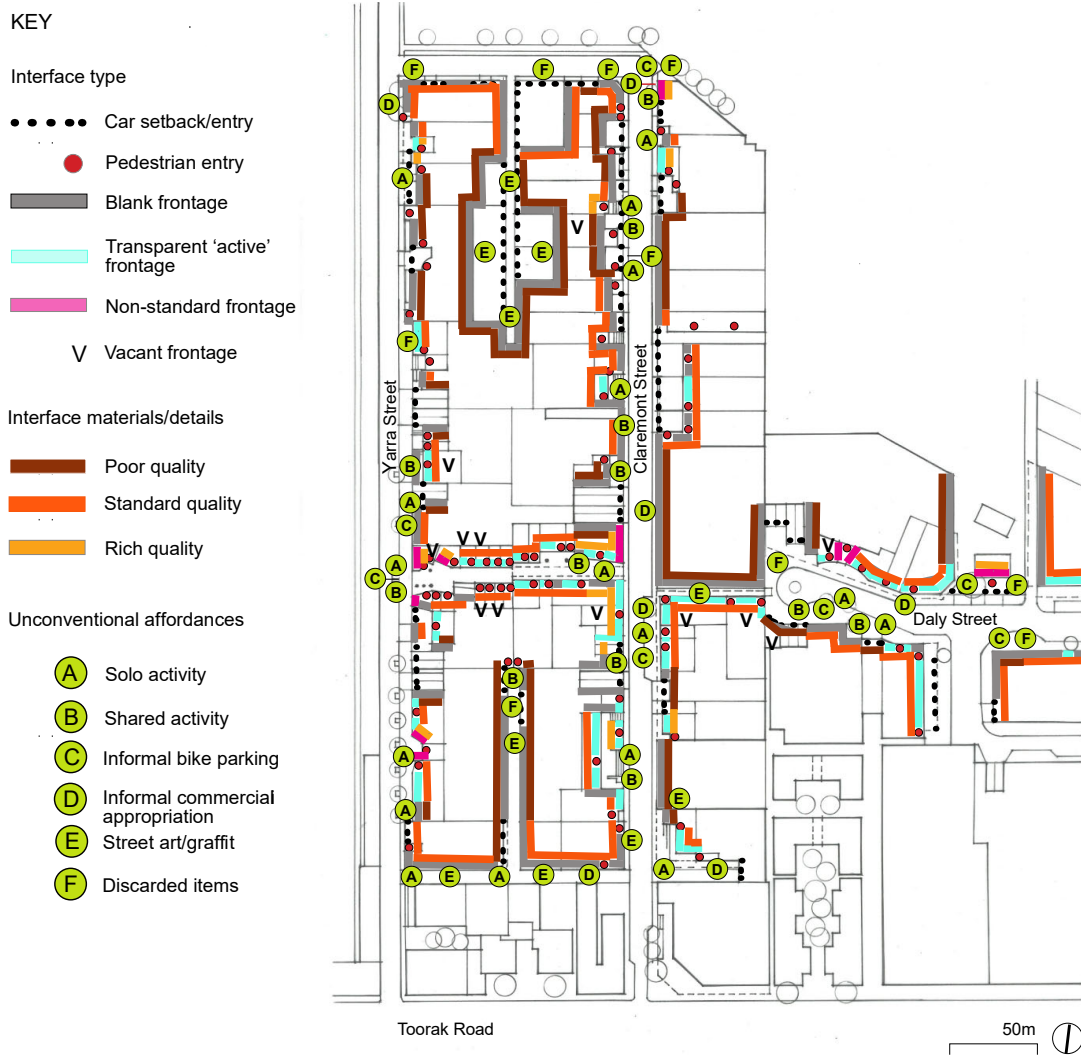 KEY
Interface type
Car setback/entry
Pedestrian entry
Blank frontage
Transparent ‘active’
frontage
Non-standard frontage
V Vacant frontage
Interface materials/details
Poor quality
Standard quality
Rich quality
Unconventional affordances
A Solo activity
B Shared activity
C Informal bike parking
D Informal commercial
appropriation
E Street art/graffit
F Discarded items
F F F C F
D D
B
A
A
E
A
V B
E E F
A
E
F
A
B
B V B
A D
C
V V
V V
A B A F
C C F
B E D A D
V V V V B C B A
A V Daly Street
C C F
B
B
F
E
A A
B
A E
E
A E A E D A D
Yarra Street
Claremont Street
Toorak Road
50m